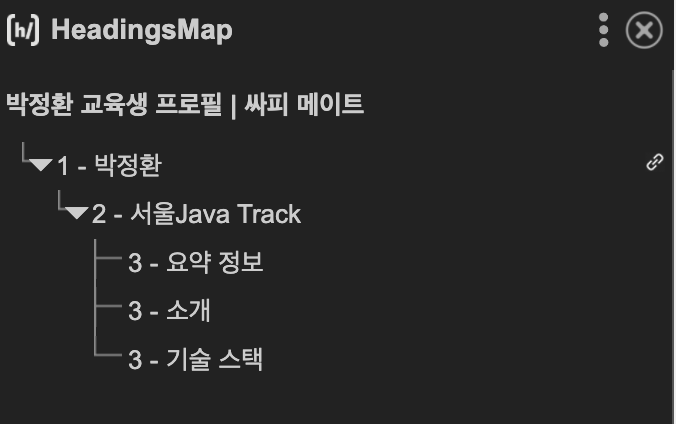 [h/] HeadingsMap
박정환 교육생 프로필 | 싸피 메이트
1 - 박정환
2 - 서울Java Track
3 - 요약 정보
3 - 소개
3 - 기술 스택